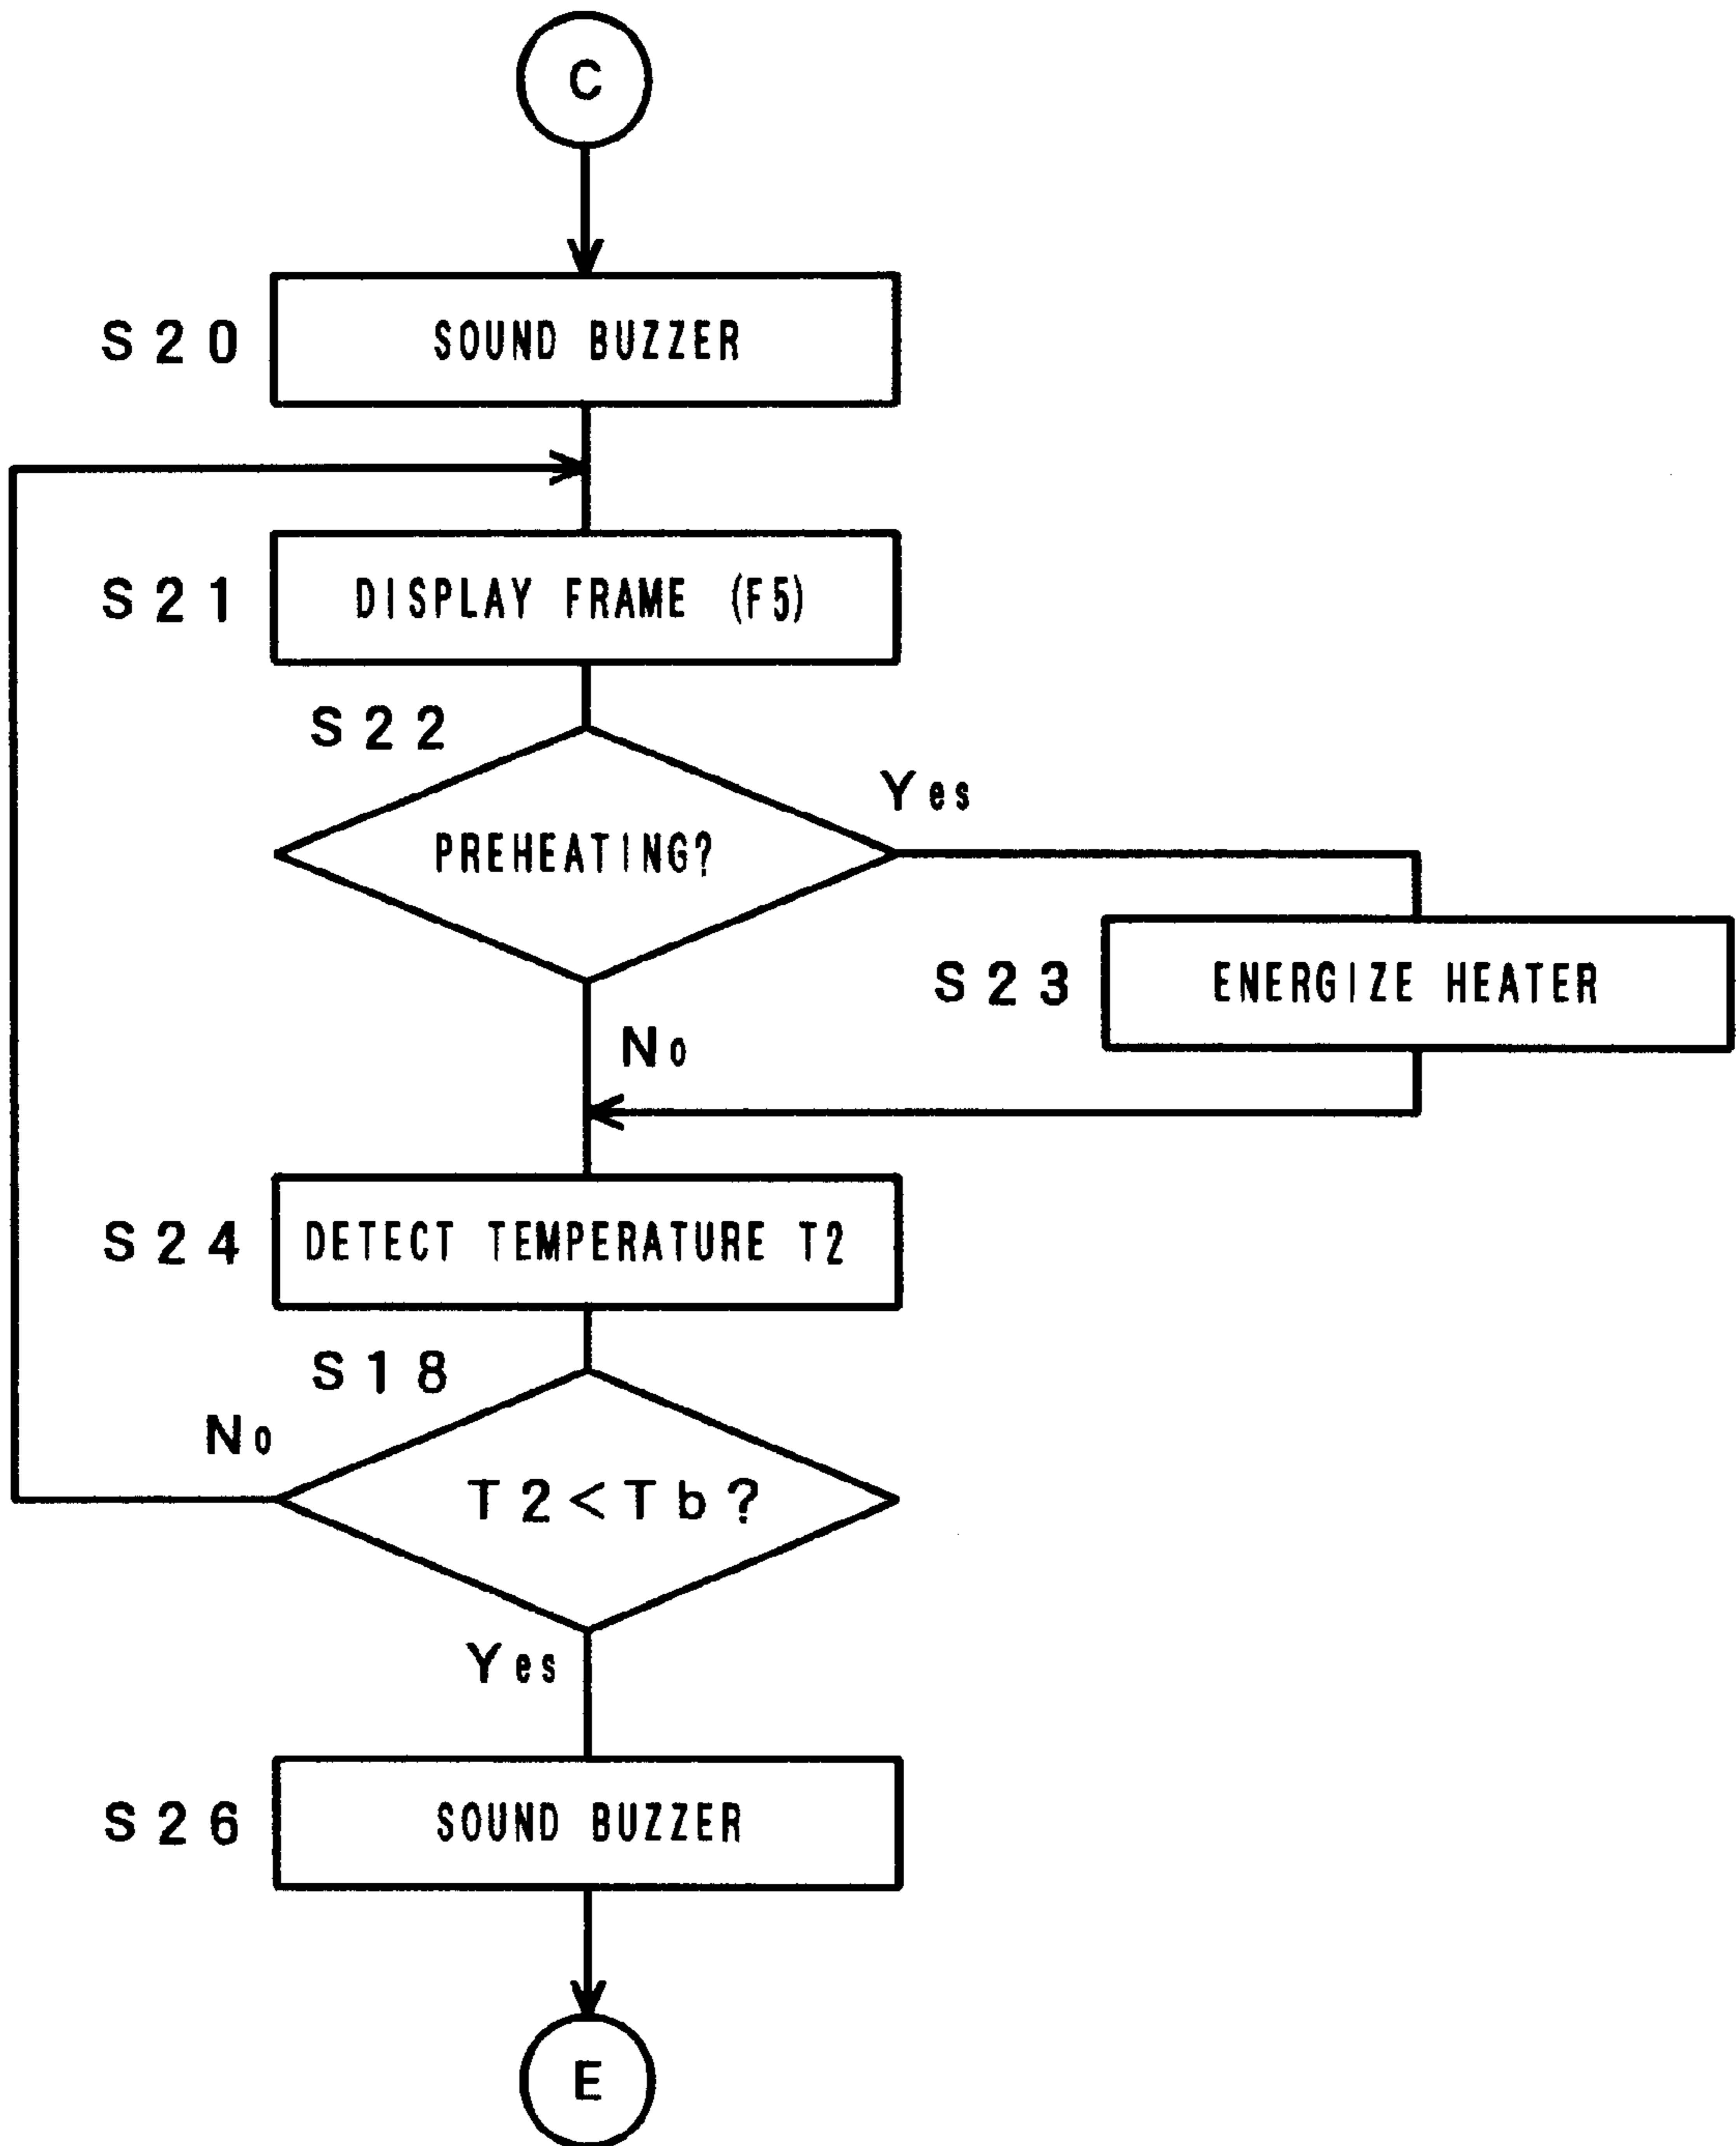 C
S20 SOUND BUZZER
S21 DISPLAY FRAME (F5)
S22
Yes
PREHEATING?
S23 ENERGIZE HEATER
No
S24 DETECT TEMPERATURE T2
S18
No
T2<Tb?
Yes
S26 SOUND BUZZER
E